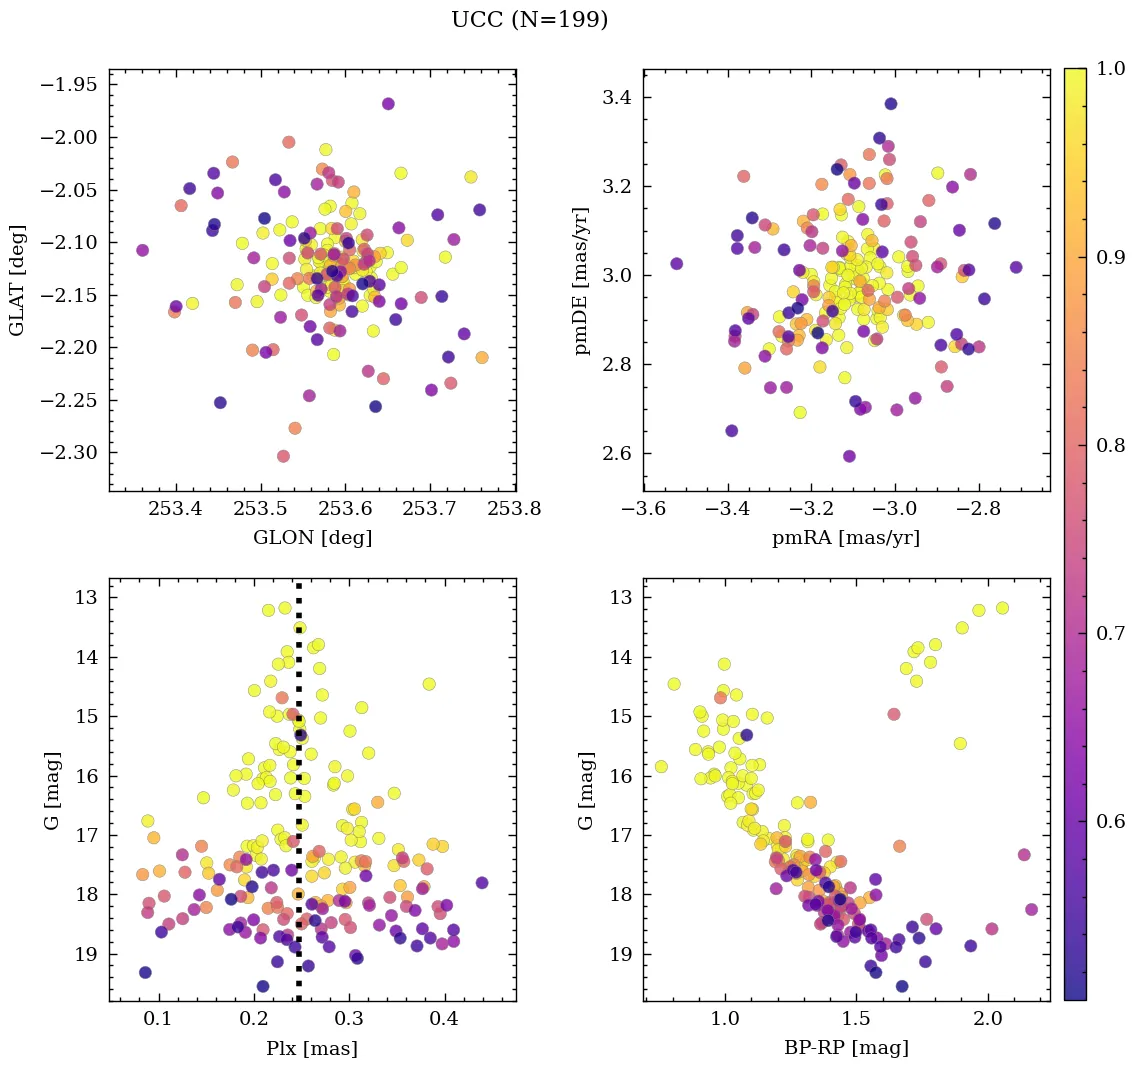 UCC (N=199)
−1.95
−2.00
−2.05
−2.10
−2.15
−2.20
−2.25
−2.30
GLAT [deg]
253.4 253.5 253.6 253.7 253.8
GLON [deg]
3.4
3.2
3.0
2.8
2.6
pmDE [mas/yr]
−3.6 −3.4 −3.2 −3.0 −2.8
pmRA [mas/yr]
13
14
15
16
17
18
19
G [mag]
0.1 0.2 0.3 0.4
Plx [mas]
13
14
15
16
17
18
19
G [mag]
1.0 1.5 2.0
BP-RP [mag]
1.0
0.9
0.8
0.7
0.6